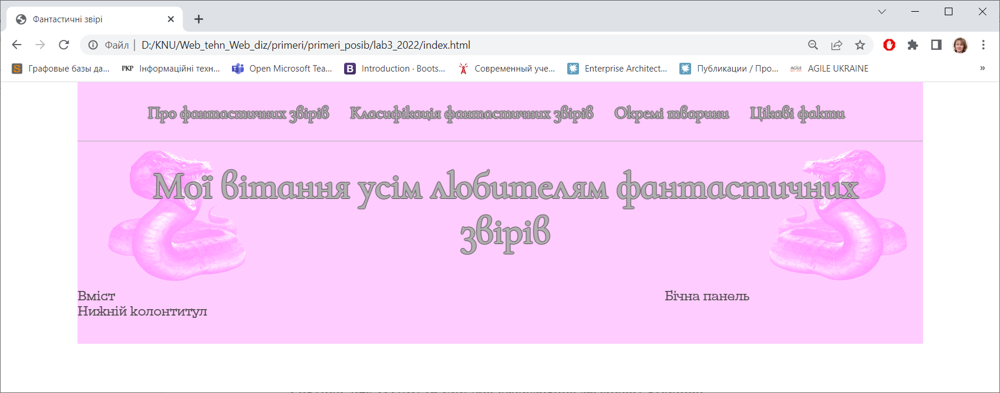 Фантастичні звірі
Файл | D:/KNU/Web_tehn_Web_diz/primeri/primeri_posib/lab3_2022/index.html
Графовые базы да... РКР Інформаційні техн... Open Microsoft Tea... Introduction · Boots... Современный уче... Enterprise Architect... Публикации / Про... AGILE AGILE UKRAINE »
Про фантастичних звірів Класифікація фантастичних звірів Окремі тварини Цікаві факти
Мої вітання усім любителям фантастичних
звірів
Вміст Бічна панель
Нижній колонтитул